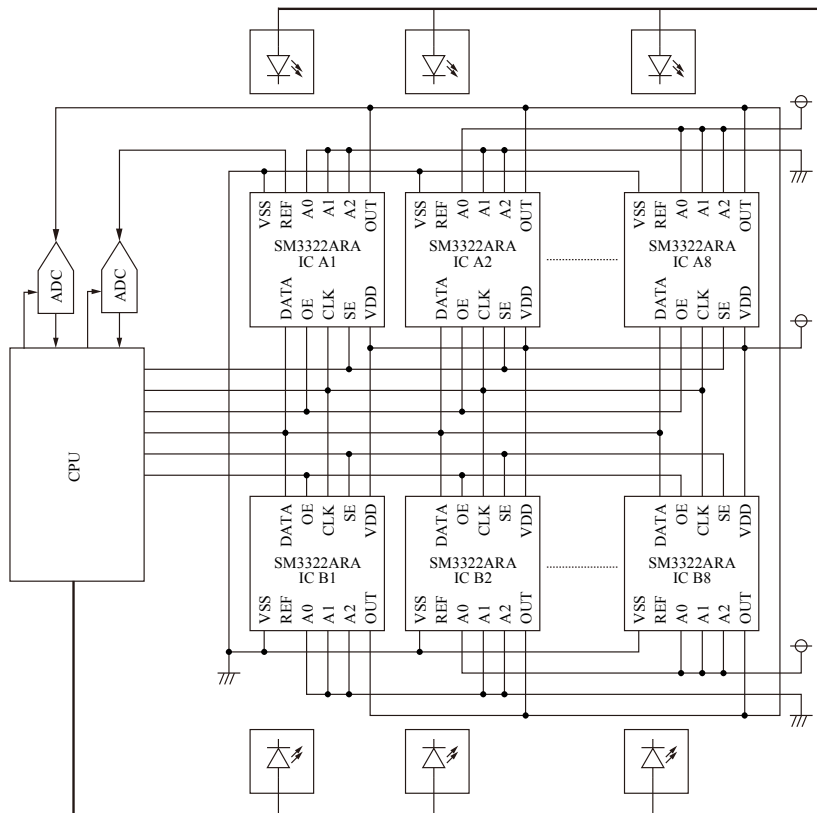 VSS REF A0 A1 A2 OUT
SM3322ARA
IC A1
DATA OE CLK SE VDD
VSS REF A0 A1 A2 OUT
SM3322ARA
IC A2
DATA OE CLK SE VDD
VSS REF A0 A1 A2 OUT
SM3322ARA
IC A8
DATA OE CLK SE VDD
ADC
ADC
CPU
DATA OE CLK SE VDD
SM3322ARA
IC B1
VSS REF A0 A1 A2 OUT
DATA OE CLK SE VDD
SM3322ARA
IC B2
VSS REF A0 A1 A2 OUT
DATA OE CLK SE VDD
SM3322ARA
IC B8
VSS REF A0 A1 A2 OUT